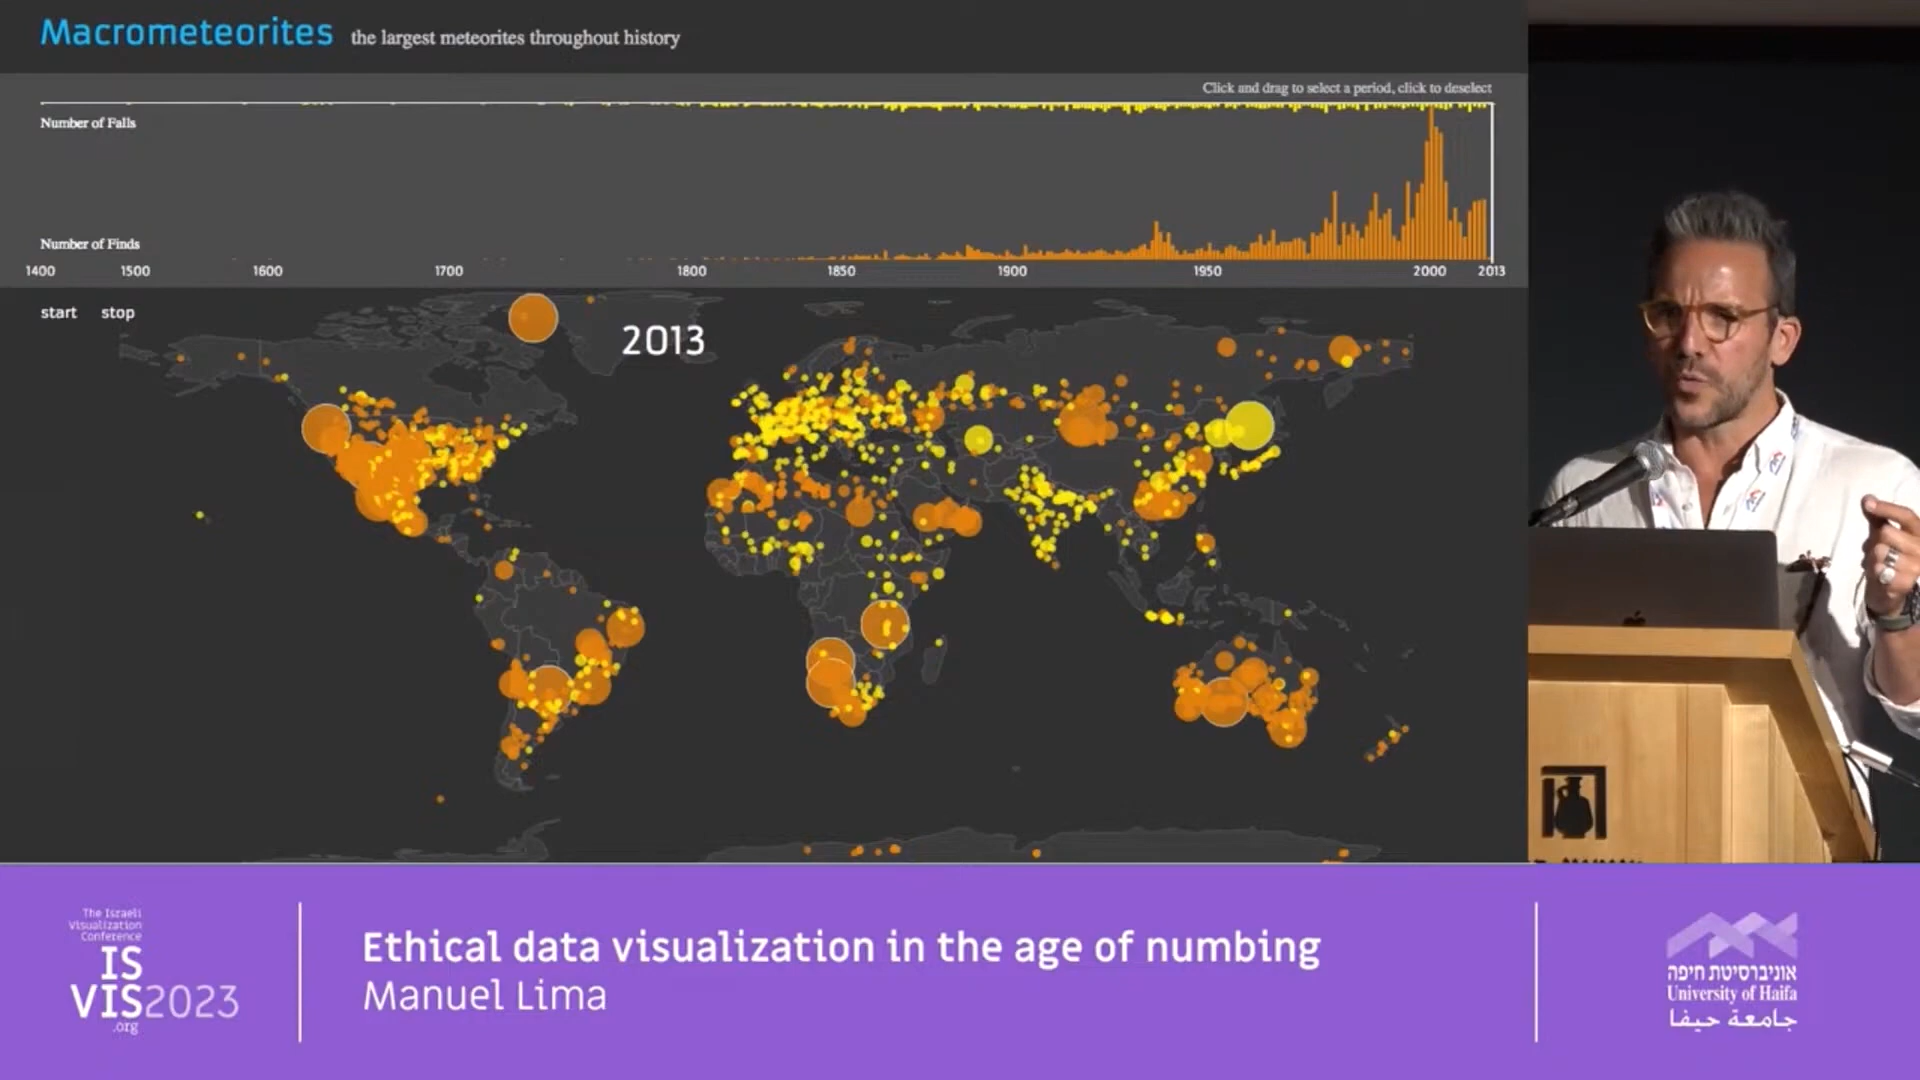 Macrometeorites the largest meteorites throughout history
Click and drag to select a period, click to deselect
Number of Falls
Number of Finds
1400 1500 1600 1700 1800 1850 1900 1950 2000 2013
start stop
2013
The Israeli
Visualization
Conference
IS
VIS2023
.org
Ethical data visualization in the age of numbing
Manuel Lima
אוניברסיטת חיפה
University of Haifa
جامعة حيفا